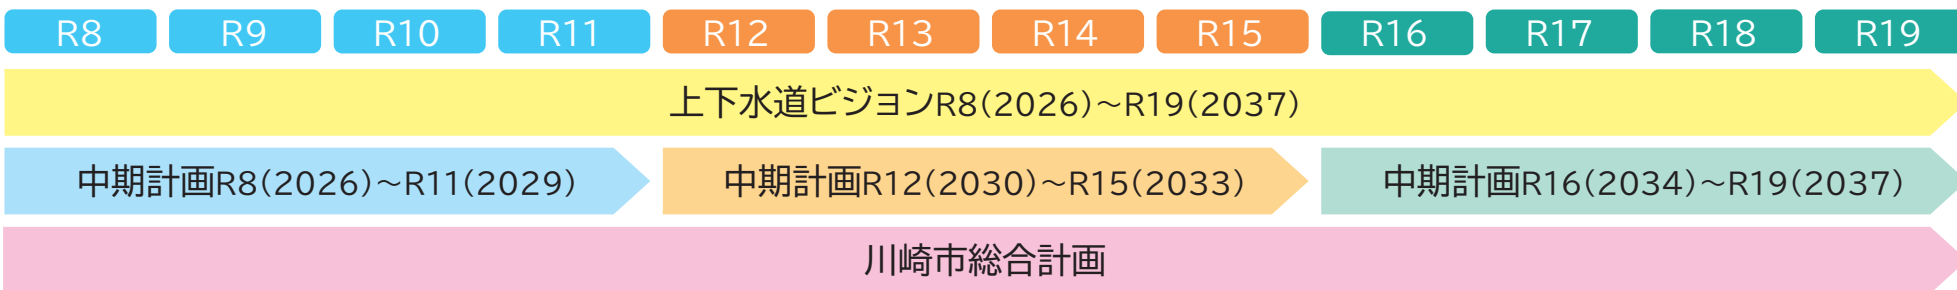 R8 R9 R10 R11 R12 R13 R14 R15 R16 R17 R18 R19
上下水道ビジョンR8(2026)～R19(2037)
中期計画R8(2026)～R11(2029) 中期計画R12(2030)～R15(2033) 中期計画R16(2034)～R19(2037)
川崎市総合計画